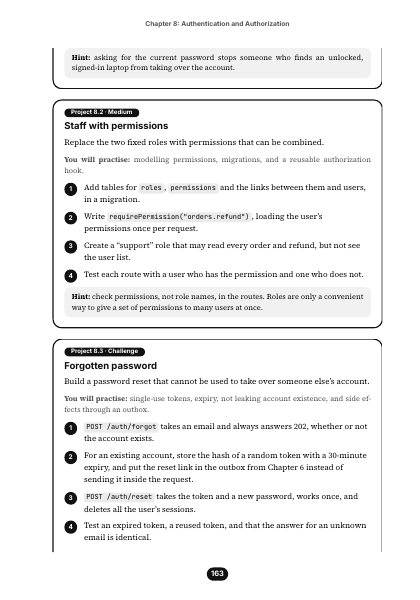 Chapter 8: Authentication and Authorization
Hint: asking for the current password stops someone who finds an unlocked,
signed-in laptop from taking over the account.
Project 8.2 · Medium
Staff with permissions
Replace the two fixed roles with permissions that can be combined.
You will practise: modelling permissions, migrations, and a reusable authorization
hook.
1 Add tables for roles, permissions and the links between them and users,
in a migration.
2 Write requirePermission("orders.refund"), loading the user's
permissions once per request.
3 Create a “support” role that may read every order and refund, but not see
the user list.
4 Test each route with a user who has the permission and one who does not.
Hint: check permissions, not role names, in the routes. Roles are only a convenient
way to give a set of permissions to many users at once.
Project 8.3 · Challenge
Forgotten password
Build a password reset that cannot be used to take over someone else's account.
You will practise: single-use tokens, expiry, not leaking account existence, and side ef-
fects through an outbox.
1 POST /auth/forgot takes an email and always answers 202, whether or not
the account exists.
2 For an existing account, store the hash of a random token with a 30-minute
expiry, and put the reset link in the outbox from Chapter 6 instead of
sending it inside the request.
3 POST /auth/reset takes the token and a new password, works once, and
deletes all the user's sessions.
4 Test an expired token, a reused token, and that the answer for an unknown
email is identical.
163